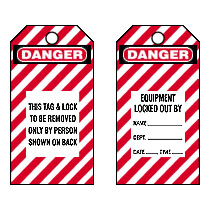 DANGER
THIS TAG & LOCK
TO BE REMOVED
ONLY BY PERSON
SHOWN ON BACK
DANGER
EQUIPMENT
LOCKED OUT BY
NAME
DEPT.
DATE TIME